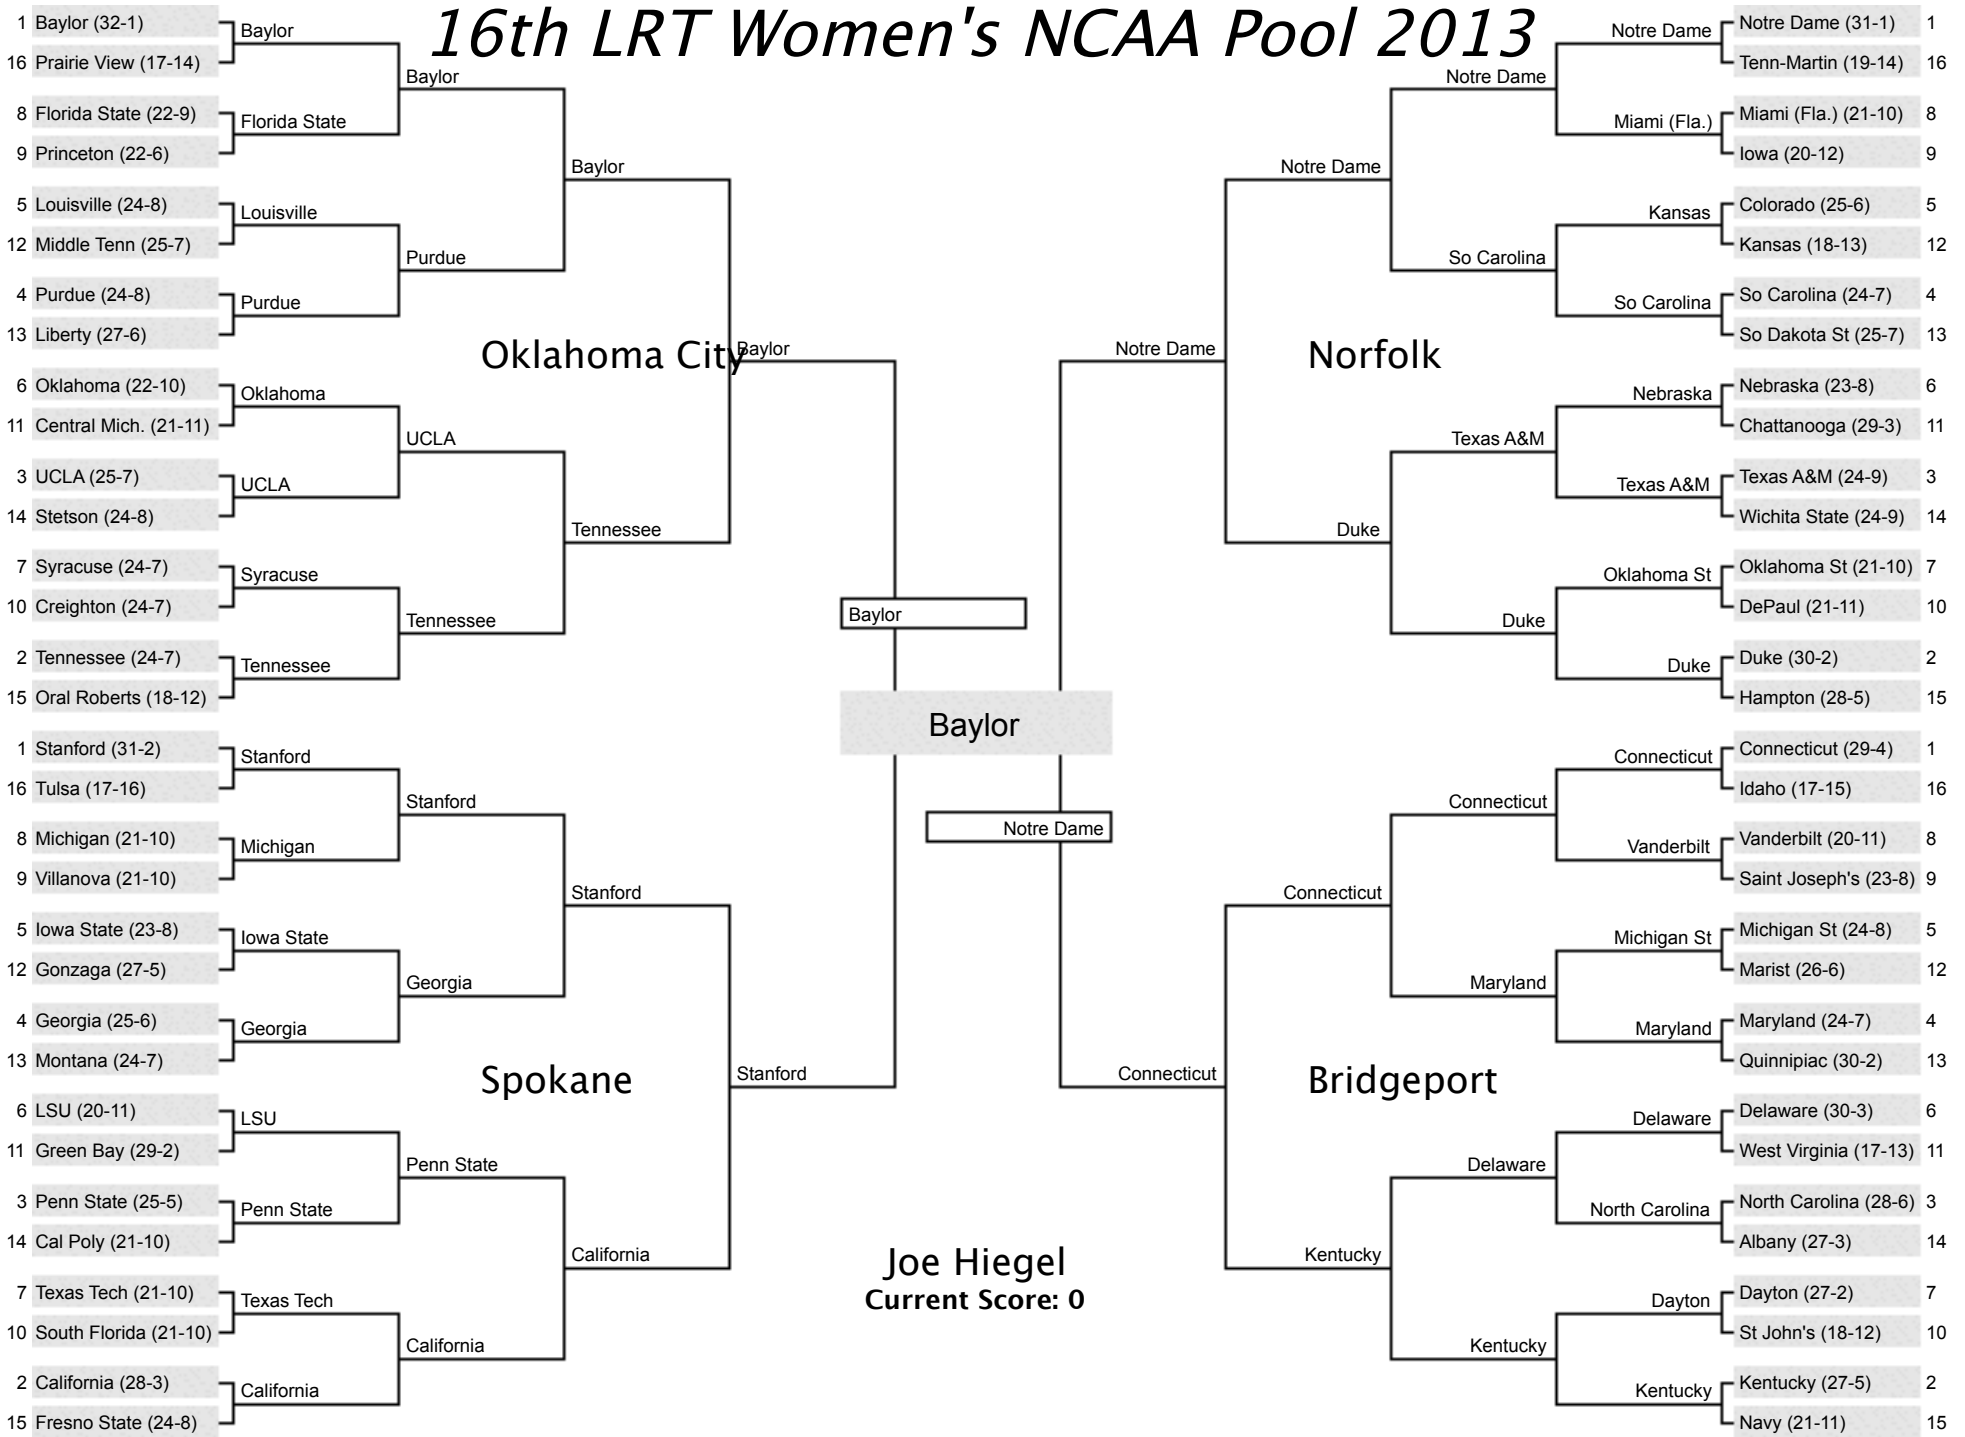 16th LRT Women's NCAA Pool 2013
1 Baylor (32-1)
Baylor
16 Prairie View (17-14)
Baylor
8 Florida State (22-9)
Florida State
9 Princeton (22-6)
Baylor
5 Louisville (24-8)
Louisville
12 Middle Tenn (25-7)
Purdue
4 Purdue (24-8)
Purdue
13 Liberty (27-6)
Oklahoma City
Baylor
6 Oklahoma (22-10)
Oklahoma
11 Central Mich. (21-11)
UCLA
3 UCLA (25-7)
UCLA
14 Stetson (24-8)
Tennessee
7 Syracuse (24-7)
Syracuse
10 Creighton (24-7)
Tennessee
2 Tennessee (24-7)
Tennessee
15 Oral Roberts (18-12)
1 Stanford (31-2)
Stanford
16 Tulsa (17-16)
Stanford
8 Michigan (21-10)
Michigan
9 Villanova (21-10)
Stanford
5 Iowa State (23-8)
Iowa State
12 Gonzaga (27-5)
Georgia
4 Georgia (25-6)
Georgia
13 Montana (24-7)
Spokane
Stanford
6 LSU (20-11)
LSU
11 Green Bay (29-2)
Penn State
3 Penn State (25-5)
Penn State
14 Cal Poly (21-10)
California
7 Texas Tech (21-10)
Texas Tech
10 South Florida (21-10)
California
2 California (28-3)
California
15 Fresno State (24-8)
Baylor
Baylor
Notre Dame
Joe Hiegel
Current Score: 0
Notre Dame (31-1) 1
Notre Dame
Tenn-Martin (19-14) 16
Notre Dame
Miami (Fla.) (21-10) 8
Miami (Fla.)
Iowa (20-12) 9
Notre Dame
Colorado (25-6) 5
Kansas
Kansas (18-13) 12
So Carolina
So Carolina (24-7) 4
So Carolina
So Dakota St (25-7) 13
Notre Dame
Norfolk
Nebraska (23-8) 6
Nebraska
Chattanooga (29-3) 11
Texas A&M
Texas A&M (24-9) 3
Texas A&M
Wichita State (24-9) 14
Duke
Oklahoma St (21-10) 7
Oklahoma St
DePaul (21-11) 10
Duke
Duke (30-2) 2
Duke
Hampton (28-5) 15
Connecticut (29-4) 1
Connecticut
Idaho (17-15) 16
Connecticut
Vanderbilt (20-11) 8
Vanderbilt
Saint Joseph's (23-8) 9
Connecticut
Michigan St (24-8) 5
Michigan St
Marist (26-6) 12
Maryland
Maryland (24-7) 4
Maryland
Quinnipiac (30-2) 13
Connecticut
Bridgeport
Delaware (30-3) 6
Delaware
West Virginia (17-13) 11
Delaware
North Carolina (28-6) 3
North Carolina
Albany (27-3) 14
Kentucky
Dayton (27-2) 7
Dayton
St John's (18-12) 10
Kentucky
Kentucky (27-5) 2
Kentucky
Navy (21-11) 15